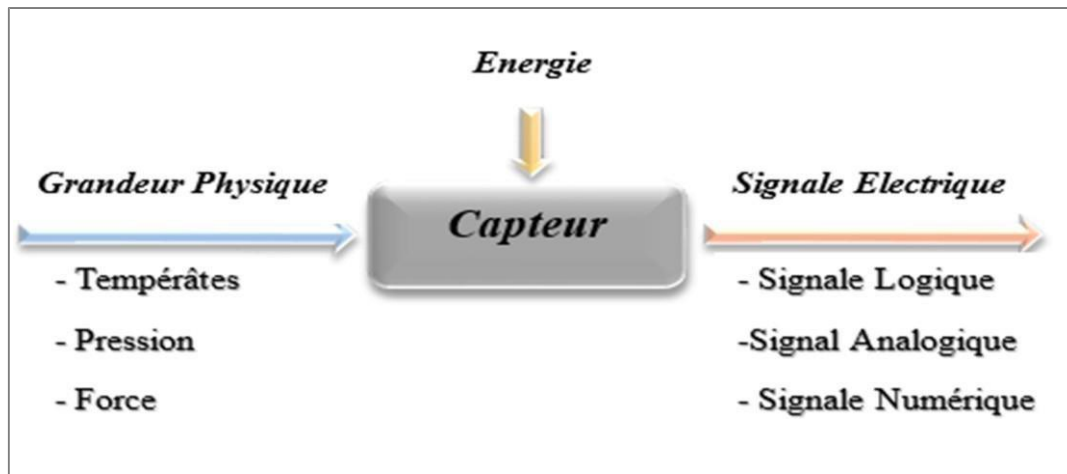 Energie
Grandeur Physique
Capteur
Signale Electrique
- Tempérâtes
- Pression
- Force
- Signale Logique
-Signal Analogique
- Signale Numérique